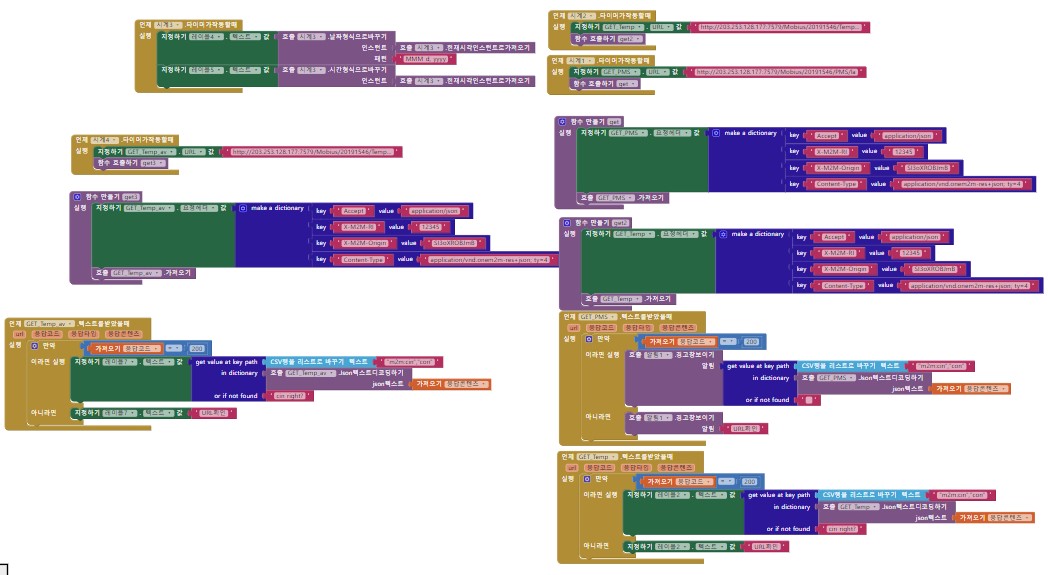 언제 시계3 .타이머가작동할때
실행 지정하기 레이블4 . 텍스트 값 호출 시계3 .날짜형식으로바꾸기
인스턴트 호출 시계3 .현재시각인스턴트로가져오기
패턴 "MMM d, yyyy"
지정하기 레이블5 . 텍스트 값 호출 시계3 .시간형식으로바꾸기
인스턴트 호출 시계3 .현재시각인스턴트로가져오기
언제 시계2 .타이머가작동할때
실행 지정하기 GET_Temp . URL 값 "http://203.253.128.177:7579/Mobius/20191546/Temp...
함수 호출하기 get2
언제 시계1 .타이머가작동할때
실행 지정하기 GET_PMS . URL 값 "http://203.253.128.177:7579/Mobius/20191546/PMS/la"
함수 호출하기 get
언제 시계4 .타이머가작동할때
실행 지정하기 GET_Temp_av . URL 값 "http://203.253.128.177:7579/Mobius/20191546/Temp...
함수 호출하기 get3
함수 만들기 get3
실행 지정하기 GET_Temp_av . 요청헤더 값 make a dictionary key "Accept" value "application/json"
key "X-M2M-RI" value "12345"
key "X-M2M-Origin" value "SI3oXROBJmB"
key "Content-Type" value "application/vnd.onem2m-res+json; ty=4"
호출 GET_Temp_av .가져오기
함수 만들기 get
실행 지정하기 GET_PMS . 요청헤더 값 make a dictionary key "Accept" value "application/json"
key "X-M2M-RI" value "12345"
key "X-M2M-Origin" value "SI3oXROBJmB"
key "Content-Type" value "application/vnd.onem2m-res+json; ty=4"
호출 GET_PMS .가져오기
함수 만들기 get2
실행 지정하기 GET_Temp . 요청헤더 값 make a dictionary key "Accept" value "application/json"
key "X-M2M-RI" value "12345"
key "X-M2M-Origin" value "SI3oXROBJmB"
key "Content-Type" value "application/vnd.onem2m-res+json; ty=4"
호출 GET_Temp .가져오기
언제 GET_Temp_av .텍스트를받았을때
url 응답코드 응답타입 응답콘텐츠
실행 만약 가져오기 응답코드 = 200
이라면 실행 지정하기 레이블7 . 텍스트 값 get value at key path CSV행을 리스트로 바꾸기 텍스트 ""m2m:cin","con""
in dictionary 호출 GET_Temp_av .Json텍스트디코딩하기
json텍스트 가져오기 응답콘텐츠
or if not found "cin right?"
아니라면 지정하기 레이블7 . 텍스트 값 "URL확인"
언제 GET_PMS .텍스트를받았을때
url 응답코드 응답타입 응답콘텐츠
실행 만약 가져오기 응답코드 = 200
이라면 실행 호출 알림1 .경고창보이기
알림 get value at key path CSV행을 리스트로 바꾸기 텍스트 ""m2m:cin","con""
in dictionary 호출 GET_PMS .Json텍스트디코딩하기
json텍스트 가져오기 응답콘텐츠
or if not found " "
아니라면 호출 알림1 .경고창보이기
알림 "URL확인"
언제 GET_Temp .텍스트를받았을때
url 응답코드 응답타입 응답콘텐츠
실행 만약 가져오기 응답코드 = 200
이라면 실행 지정하기 레이블2 . 텍스트 값 get value at key path CSV행을 리스트로 바꾸기 텍스트 ""m2m:cin","con""
in dictionary 호출 GET_Temp .Json텍스트디코딩하기
json텍스트 가져오기 응답콘텐츠
or if not found "cin right?"
아니라면 지정하기 레이블2 . 텍스트 값 "URL확인"